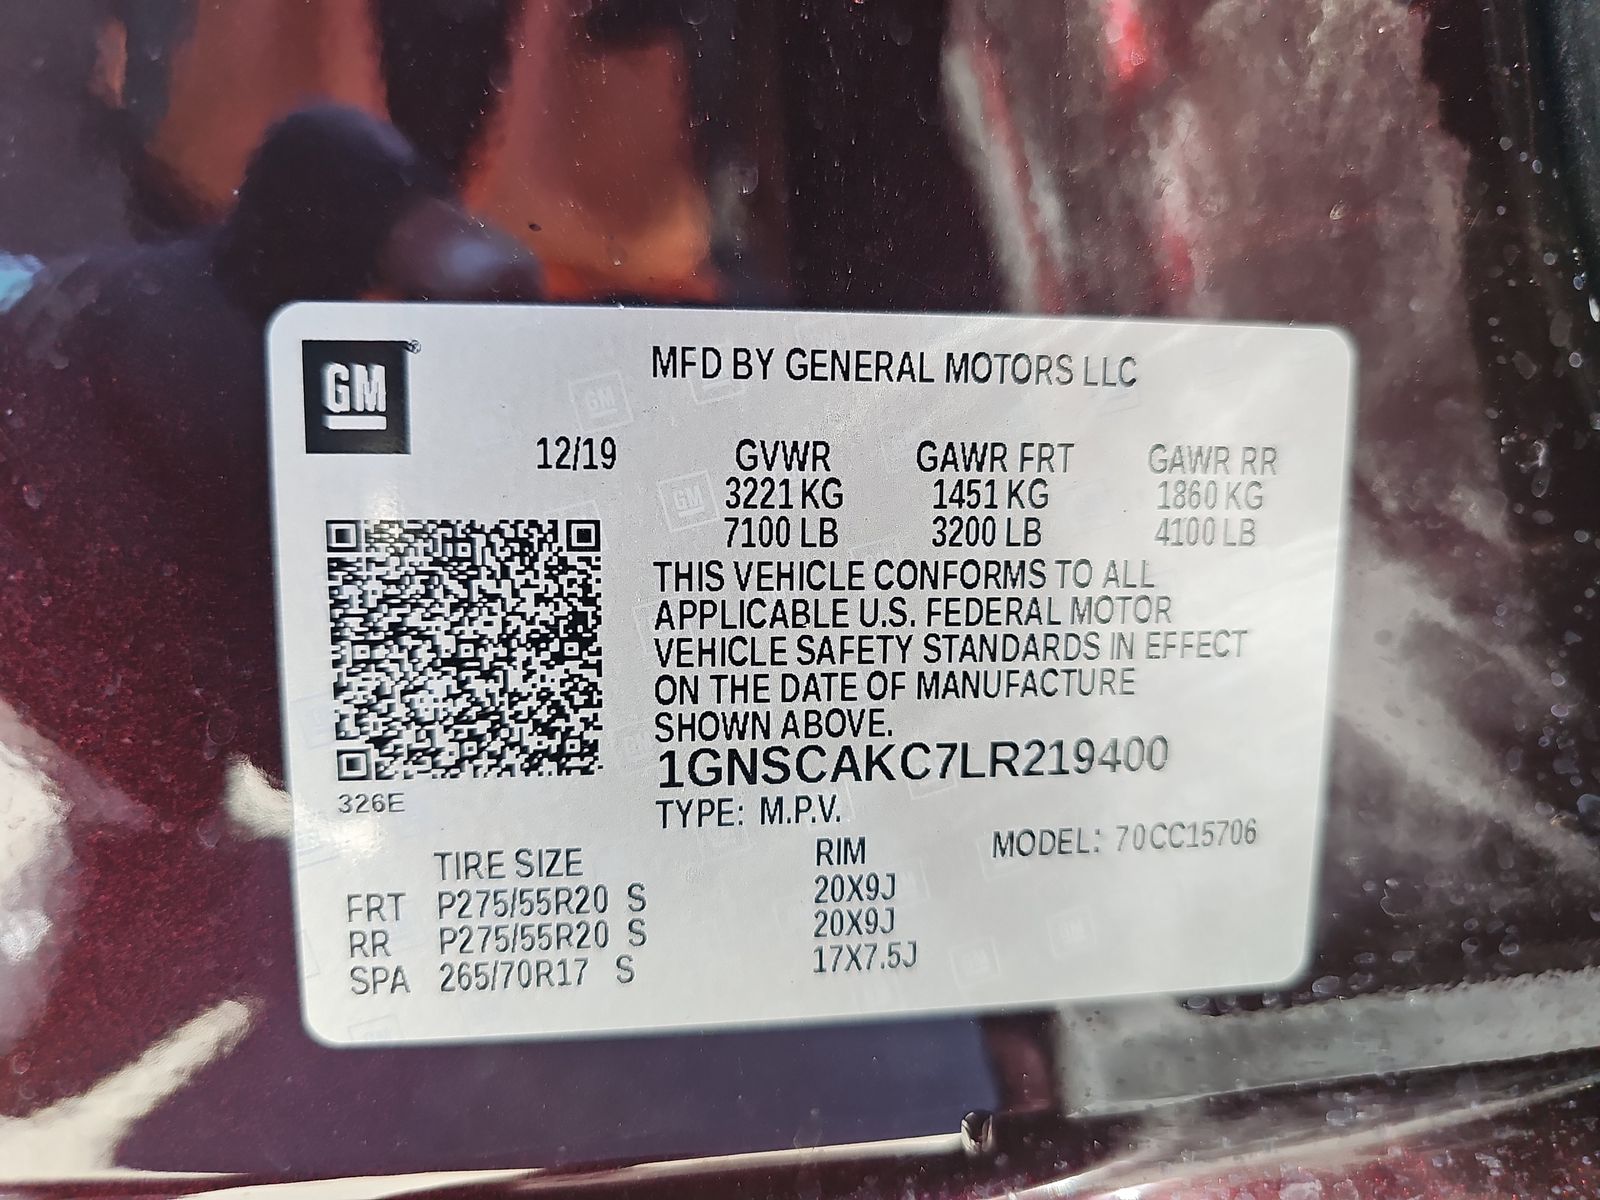 GM
MFD BY GENERAL MOTORS LLC
12/19 GVWR GAWR FRT GAWR RR
3221 KG 1451 KG 1860 KG
7100 LB 3200 LB 4100 LB
THIS VEHICLE CONFORMS TO ALL
APPLICABLE U.S. FEDERAL MOTOR
VEHICLE SAFETY STANDARDS IN EFFECT
ON THE DATE OF MANUFACTURE
SHOWN ABOVE.
1GNSCAKC7LR219400
326E
TYPE: M.P.V.
MODEL: 70CC15706
TIRE SIZE RIM
FRT P275/55R20 S 20X9J
RR P275/55R20 S 20X9J
SPA 265/70R17 S 17X7.5J